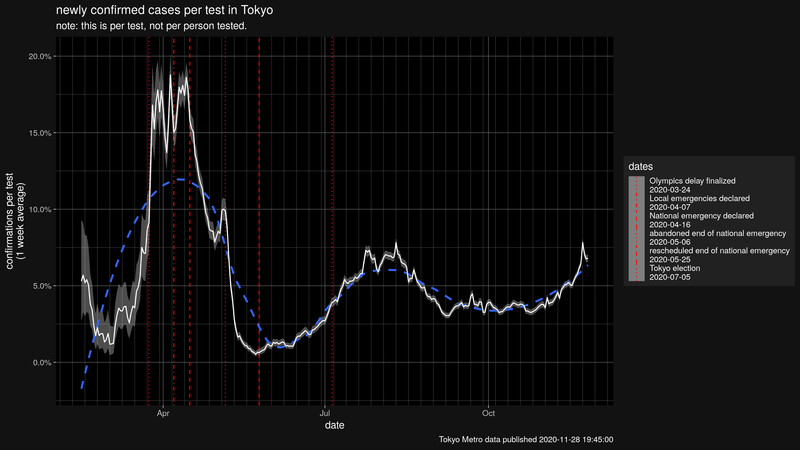 newly confirmed cases per test in Tokyo
note: this is per test, not per person tested.
20.0%
15.0%
10.0%
5.0%
0.0%
confirmations per test
(1 week average)
Apr
Jul
Oct
date
dates
Olympics delay finalized
2020-03-24
Local emergencies declared
2020-04-07
National emergency declared
2020-04-16
abandoned end of national emergency
2020-05-06
rescheduled end of national emergency
2020-05-25
Tokyo election
2020-07-05
Tokyo Metro data published 2020-11-28 19:45:00